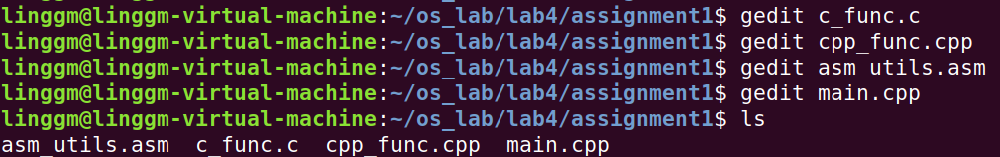 linggm@linggm-virtual-machine:~/os_lab/lab4/assignment1$ gedit c_func.c
linggm@linggm-virtual-machine:~/os_lab/lab4/assignment1$ gedit cpp_func.cpp
linggm@linggm-virtual-machine:~/os_lab/lab4/assignment1$ gedit asm_utils.asm
linggm@linggm-virtual-machine:~/os_lab/lab4/assignment1$ gedit main.cpp
linggm@linggm-virtual-machine:~/os_lab/lab4/assignment1$ ls
asm_utils.asm  c_func.c  cpp_func.cpp  main.cpp